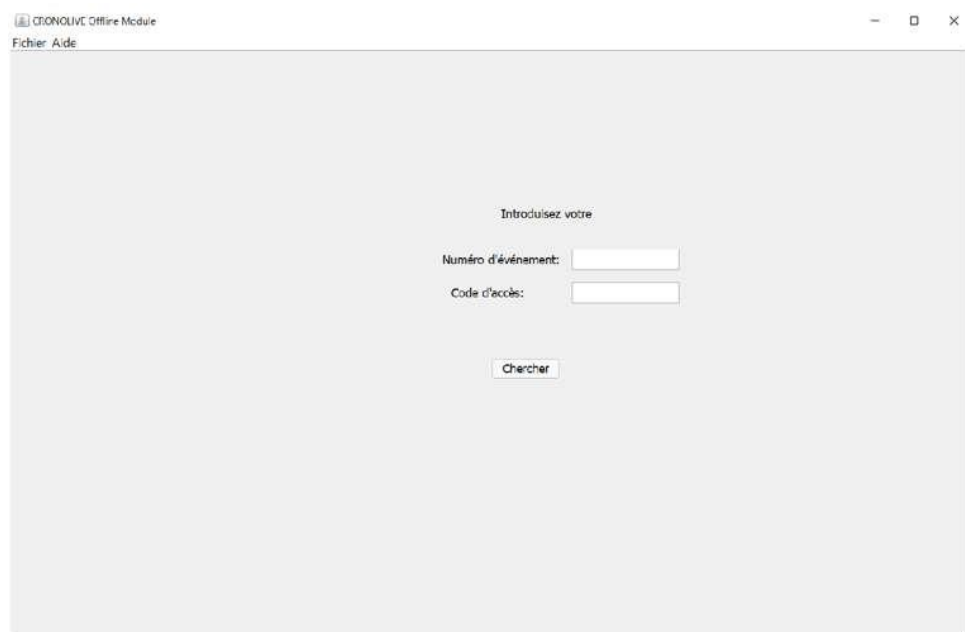 CRONOLIVE Offline Module
Fichier Aide
Introduisez votre
Numéro d'événement:
Code d'accès:
Chercher